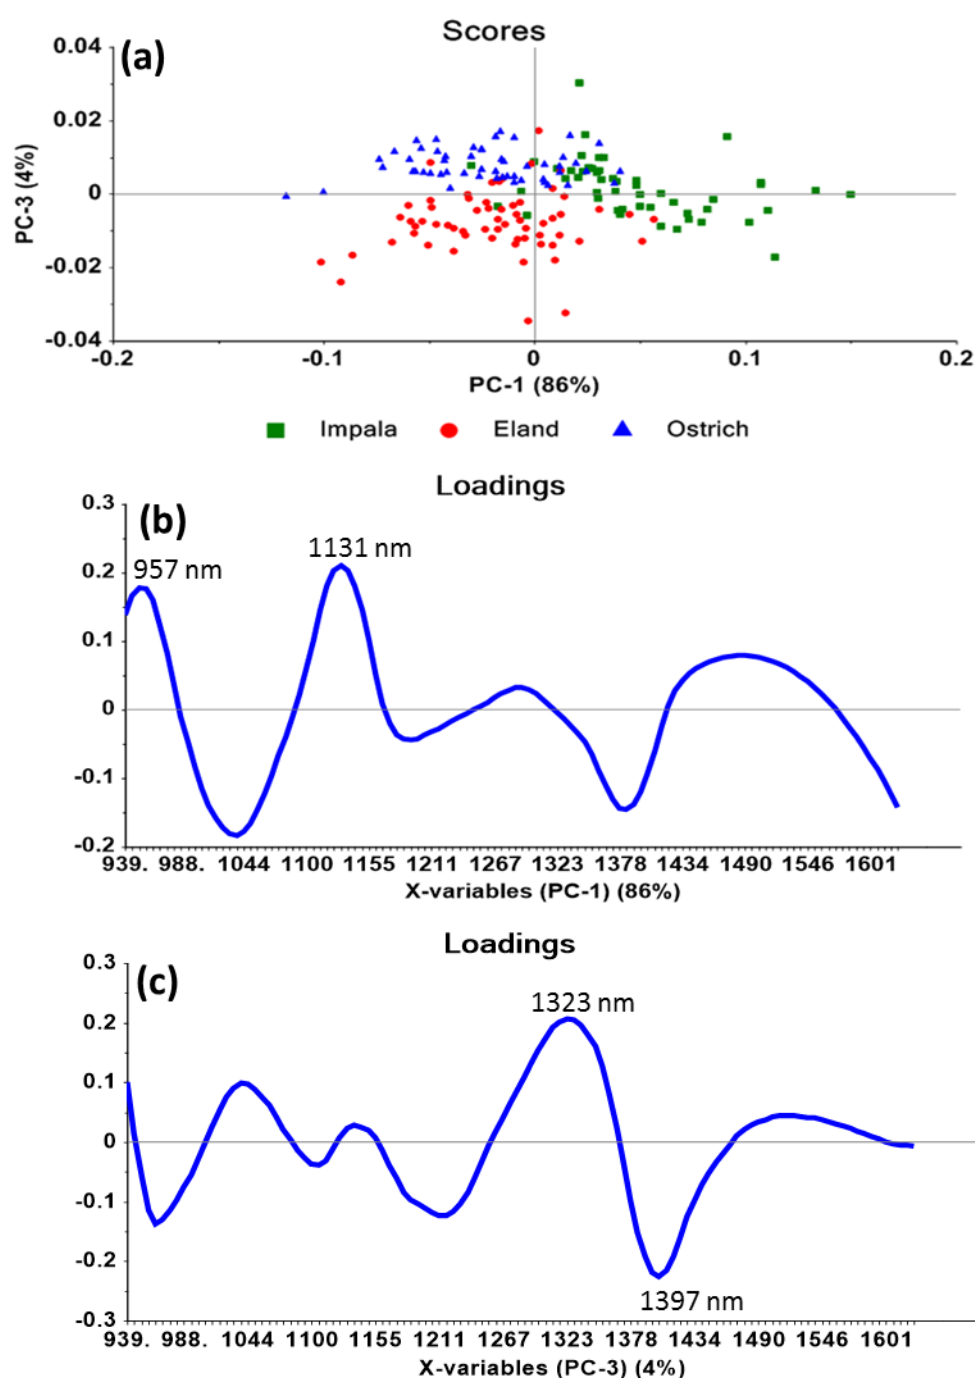 Scores
(a)
0.04
0.02
0
-0.02
-0.04
PC-3 (4%)
-0.2 -0.1 0 0.1 0.2
PC-1 (86%)
Impala Eland Ostrich
Loadings
(b)
0.3
0.2
0.1
0
-0.1
-0.2
957 nm
1131 nm
939. 988. 1044 1100 1155 1211 1267 1323 1378 1434 1490 1546 1601
X-variables (PC-1) (86%)
Loadings
(c)
0.3
0.2
0.1
0
-0.1
-0.2
-0.3
1323 nm
1397 nm
939. 988. 1044 1100 1155 1211 1267 1323 1378 1434 1490 1546 1601
X-variables (PC-3) (4%)